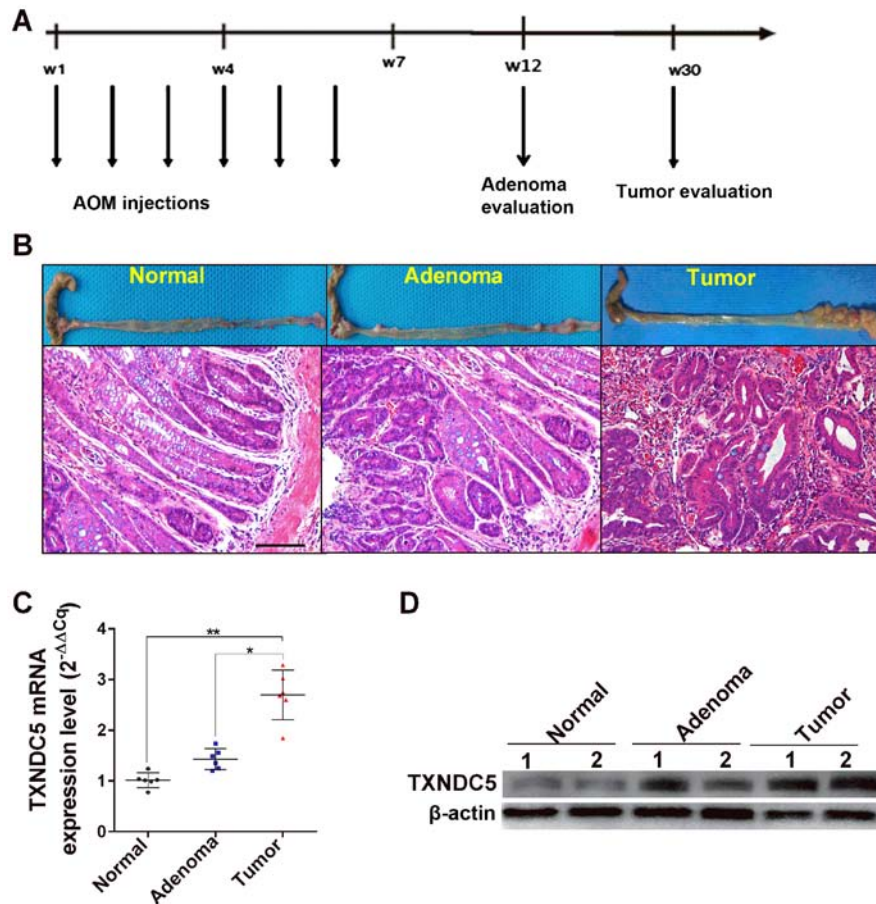 A
w1 w4 w7 w12 w30
AOM injections
Adenoma
evaluation
Tumor evaluation
B
Normal Adenoma Tumor
C
TXNDC5 mRNA
expression level (2^-ΔΔCq)
4
3
2
1
0
**
*
Normal Adenoma Tumor
D
Normal Adenoma Tumor
1 2 1 2 1 2
TXNDC5
β-actin